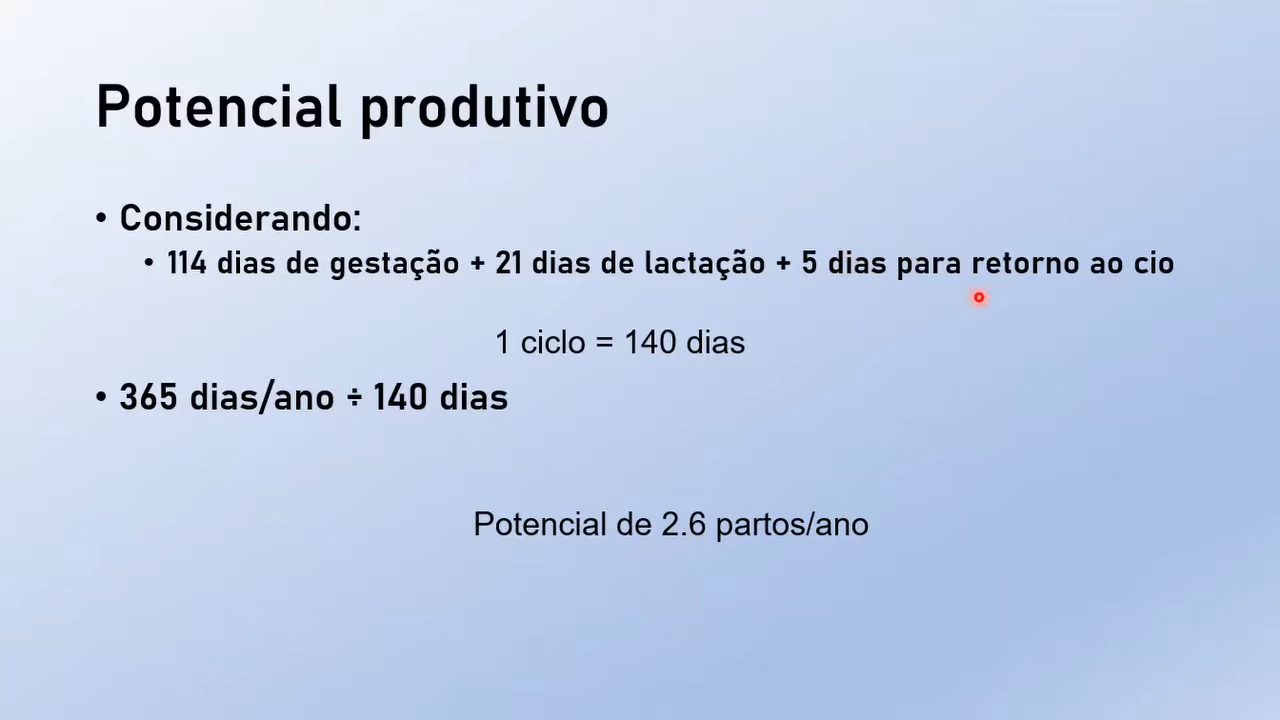 Potencial produtivo
• Considerando:
• 114 dias de gestação + 21 dias de lactação + 5 dias para retorno ao cio
1 ciclo = 140 dias
• 365 dias/ano ÷ 140 dias
Potencial de 2.6 partos/ano